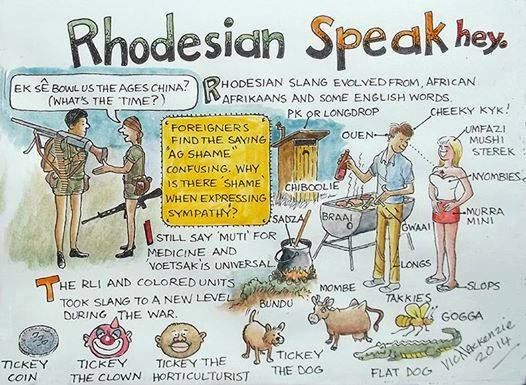 Rhodesian Speak hey.
EK SÊ BOWL US THE AGES CHINA?
(WHAT'S THE TIME?)
RHODESIAN SLANG EVOLVED FROM, AFRICAN
AFRIKAANS AND SOME ENGLISH WORDS.
PK OR LONGDROP
CHEEKY KYK!
OUEN
UMFAZI
MUSHI
STEREK
FOREIGNERS
FIND THE SAYING
"AG SHAME"
CONFUSING. WHY
IS THERE 'SHAME'
WHEN EXPRESSING
SYMPATHY?
CHIBOOLIE
NYOMBIES
SADZA
BRAAI
GWAAI
MURRA
MINI
I STILL SAY 'MUTI' FOR
MEDICINE AND
VOETSAK IS UNIVERSAL
LONGS
SLOPS
THE RLI AND COLORED UNITS
TOOK SLANG TO A NEW LEVEL
DURING THE WAR.
BUNDU
MOMBE
TAKKIES
GOGGA
TICKEY
COIN
TICKEY
THE CLOWN
TICKEY THE
HORTICULTURIST
TICKEY
THE DOG
FLAT DOG
Vic Mackenzie
2014